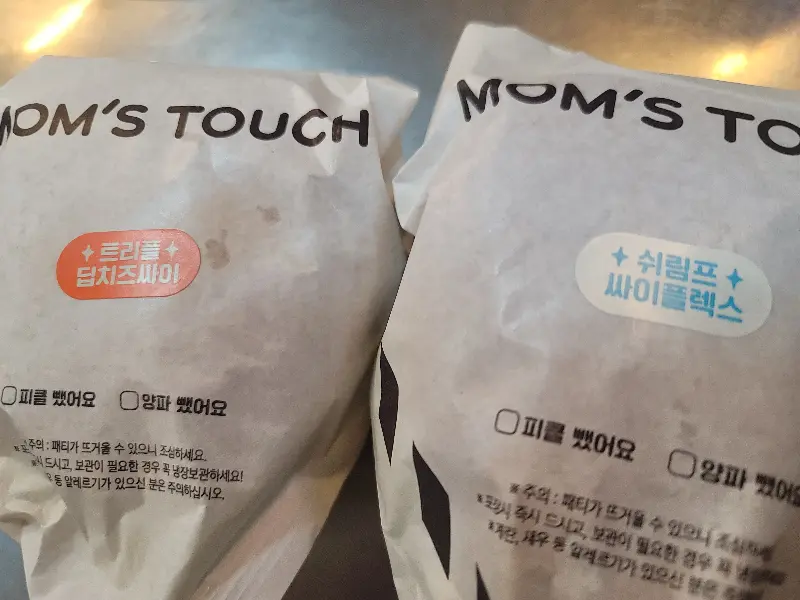 MOM'S TOUCH
트리플
딥치즈싸이
피클 뺐어요 양파 뺐어요
주의 : 패티가 뜨거울 수 있으니 조심하세요.
드시고, 보관이 필요한 경우 꼭 냉장보관하세요!
등 알레르기가 있으신 분은 주의하십시오.
MOM'S TO
쉬림프
싸이플렉스
피클 뺐어요 양파 뺐어요
※ 주의 : 패티가 뜨거울 수 있으니 조심하세
즉시 드시고, 보관이 필요한 경우 꼭
새우 등 알레르기가 있으신 분은